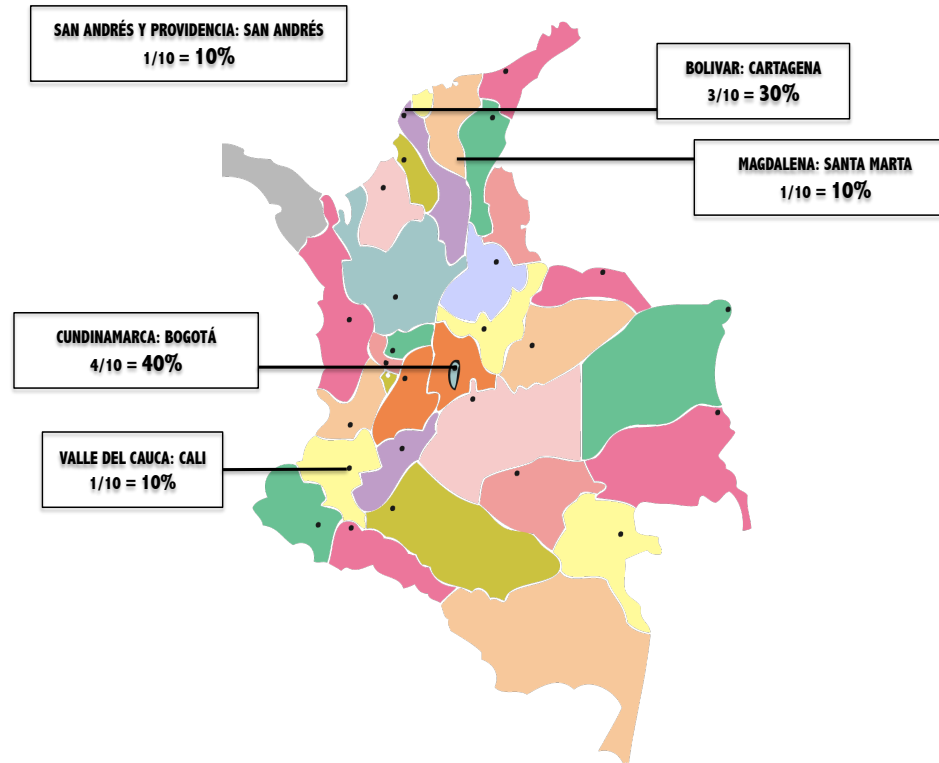 SAN ANDRÉS Y PROVIDENCIA: SAN ANDRÉS
1/10 = 10%
BOLIVAR: CARTAGENA
3/10 = 30%
MAGDALENA: SANTA MARTA
1/10 = 10%
CUNDINAMARCA: BOGOTÁ
4/10 = 40%
VALLE DEL CAUCA: CALI
1/10 = 10%